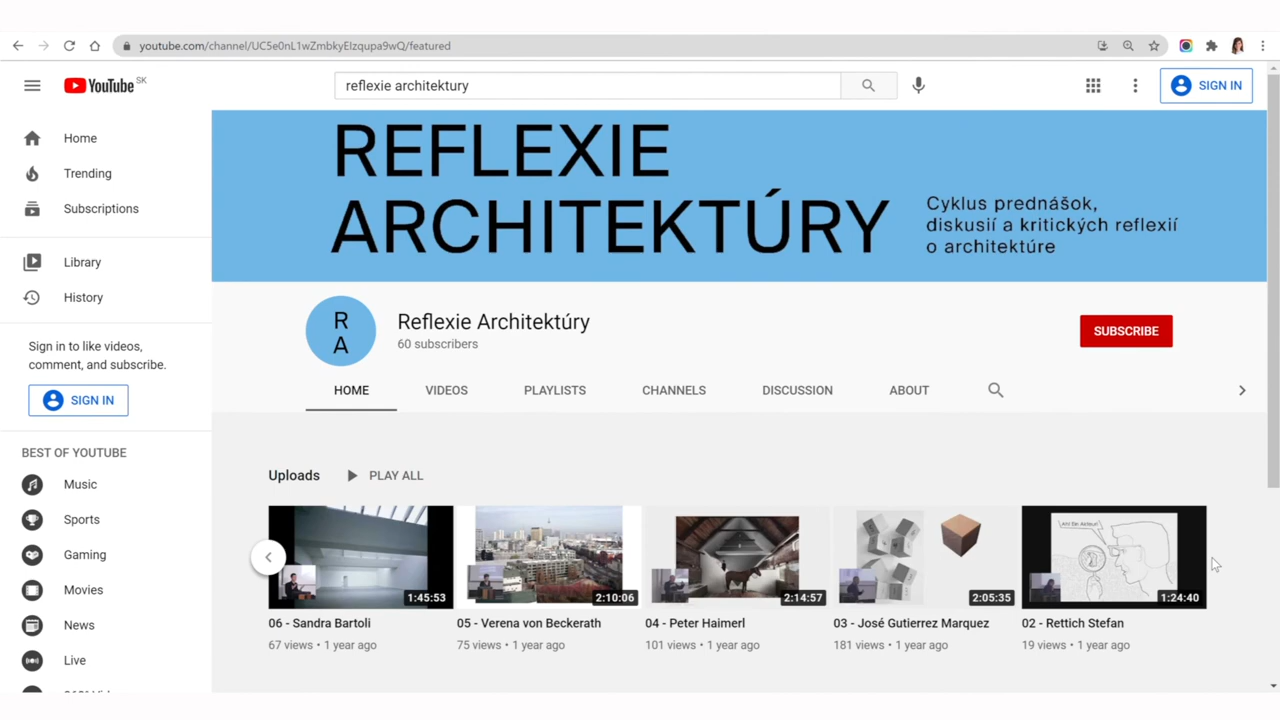 youtube.com/channel/UC5e0nL1wZmbkyEIzqupa9wQ/featured
YouTube SK
reflexie architektury
SIGN IN
Home
Trending
Subscriptions
Library
History
Sign in to like videos,
comment, and subscribe.
SIGN IN
BEST OF YOUTUBE
Music
Sports
Gaming
Movies
News
Live
REFLEXIE
ARCHITEKTÚRY
Cyklus prednášok,
diskusií a kritických reflexií
o architektúre
R
A
Reflexie Architektúry
60 subscribers
SUBSCRIBE
HOME VIDEOS PLAYLISTS CHANNELS DISCUSSION ABOUT
Uploads PLAY ALL
1:45:53 2:10:06 2:14:57 2:05:35 1:24:40
06 - Sandra Bartoli 05 - Verena von Beckerath 04 - Peter Haimerl 03 - José Gutierrez Marquez 02 - Rettich Stefan
67 views • 1 year ago 75 views • 1 year ago 101 views • 1 year ago 181 views • 1 year ago 19 views • 1 year ago